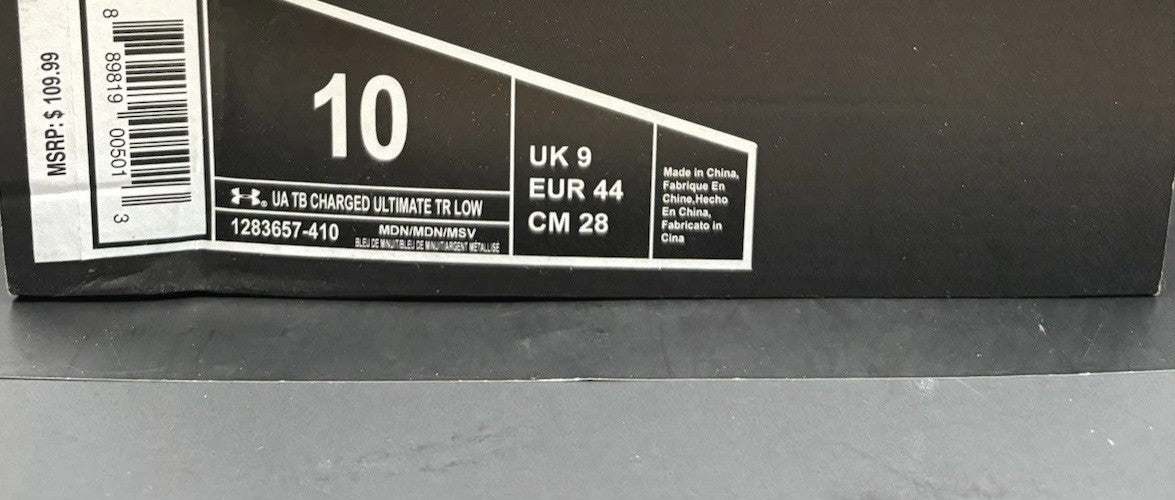 MSRP: $ 109.99
8 89819 00501 3
10
UA TB CHARGED ULTIMATE TR LOW
1283657-410 MDN/MDN/MSV
BLEU DE MINUIT/BLEU DE MINUIT/ARGENT METALLISÉ
UK 9
EUR 44
CM 28
Made in China,
Fabrique En
Chine,Hecho
En China,
Fabricato in
Cina